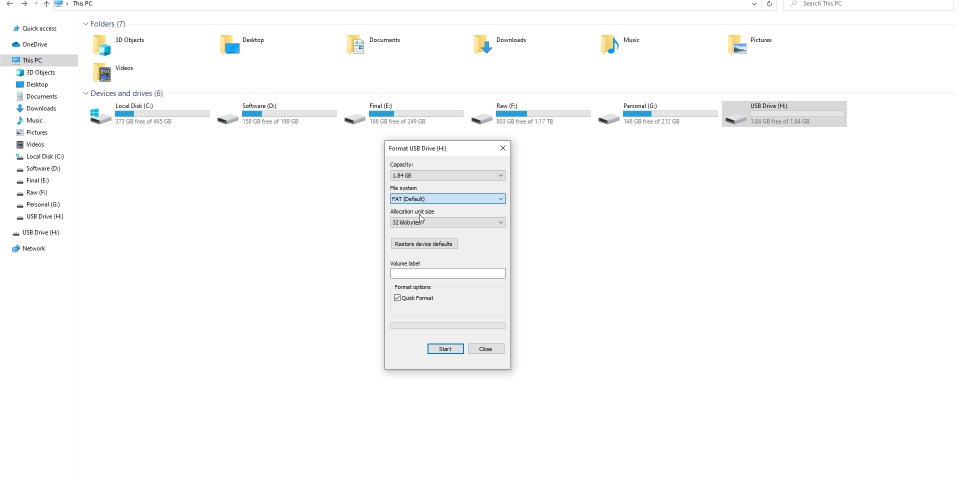 This PC
Search This PC
Quick access
OneDrive
This PC
3D Objects
Desktop
Documents
Downloads
Music
Pictures
Videos
Local Disk (C:)
Software (D:)
Final (E:)
Raw (F:)
Personal (G:)
USB Drive (H:)
USB Drive (H:)
Network
Folders (7)
3D Objects
Desktop
Documents
Downloads
Music
Pictures
Videos
Devices and drives (6)
Local Disk (C:)
373 GB free of 465 GB
Software (D:)
158 GB free of 199 GB
Final (E:)
186 GB free of 249 GB
Raw (F:)
803 GB free of 1.17 TB
Personal (G:)
148 GB free of 212 GB
USB Drive (H:)
1.84 GB free of 1.84 GB
Format USB Drive (H:)
Capacity:
1.84 GB
File system
FAT (Default)
Allocation unit size
32 kilobytes
Restore device defaults
Volume label
Format options
Quick Format
Start
Close